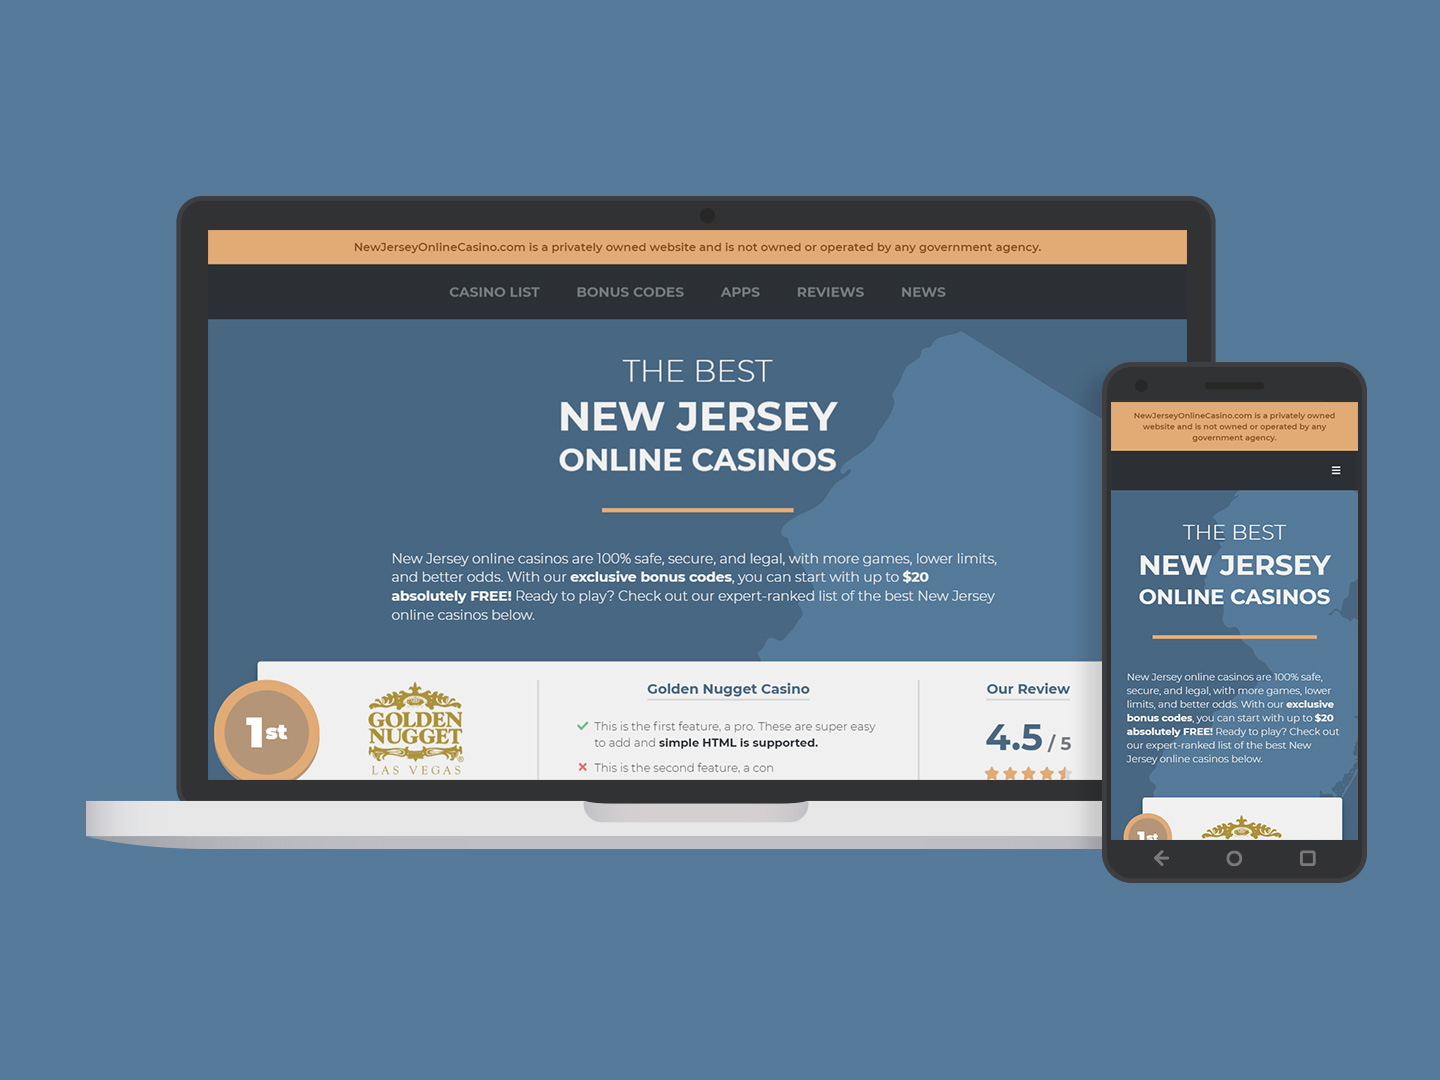 NewJerseyOnlineCasino.com is a privately owned website and is not owned or operated by any government agency.
CASINO LIST BONUS CODES APPS REVIEWS NEWS
THE BEST
NEW JERSEY
ONLINE CASINOS
New Jersey online casinos are 100% safe, secure, and legal, with more games, lower limits,
and better odds. With our exclusive bonus codes, you can start with up to $20
absolutely FREE! Ready to play? Check out our expert-ranked list of the best New Jersey
online casinos below.
1st
GOLDEN
NUGGET®
LAS VEGAS
Golden Nugget Casino
This is the first feature, a pro. These are super easy
to add and simple HTML is supported.
This is the second feature, a con
Our Review
4.5 / 5
NewJerseyOnlineCasino.com is a privately owned
website and is not owned or operated by any
government agency.
THE BEST
NEW JERSEY
ONLINE CASINOS
New Jersey online casinos are 100% safe,
secure, and legal, with more games, lower
limits, and better odds. With our exclusive
bonus codes, you can start with up to $20
absolutely FREE! Ready to play? Check out
our expert-ranked list of the best New
Jersey online casinos below.
1st